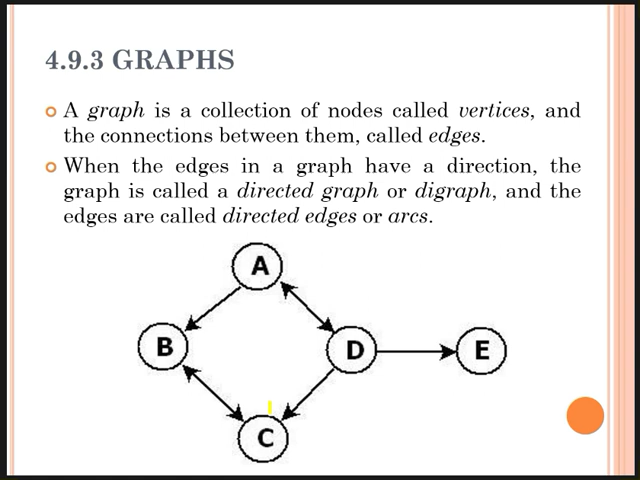 4.9.3 GRAPHS
A graph is a collection of nodes called vertices, and
the connections between them, called edges.
When the edges in a graph have a direction, the
graph is called a directed graph or digraph, and the
edges are called directed edges or arcs.
A
B
D
E
C